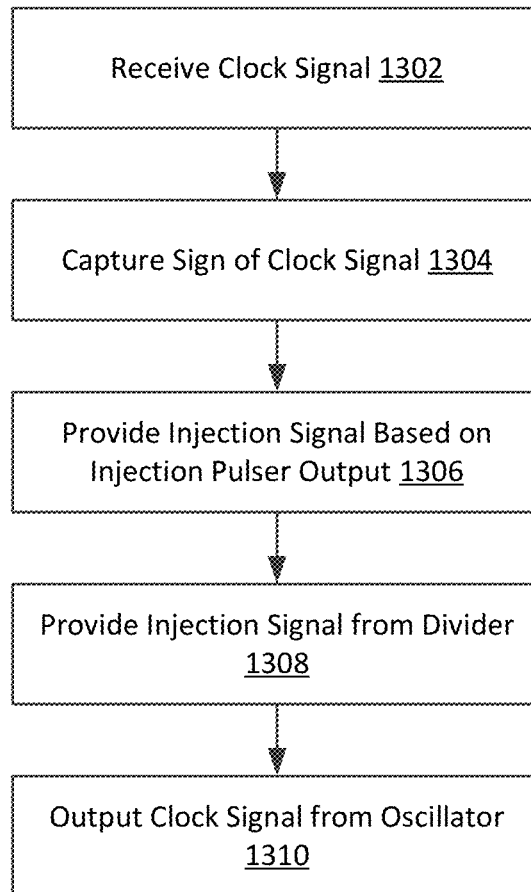 Receive Clock Signal 1302
Capture Sign of Clock Signal 1304
Provide Injection Signal Based on
Injection Pulser Output 1306
Provide Injection Signal from Divider
1308
Output Clock Signal from Oscillator
1310